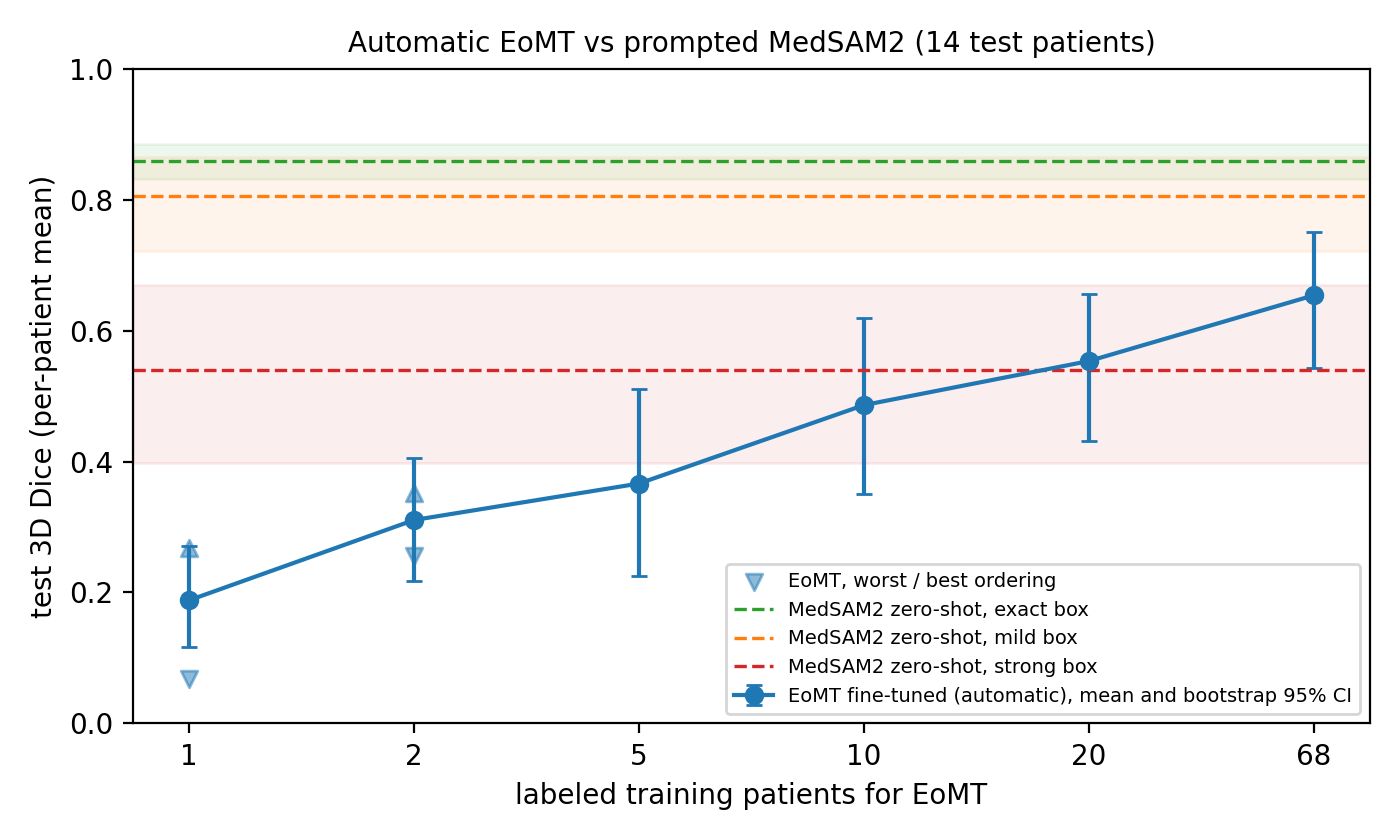 Automatic EoMT vs prompted MedSAM2 (14 test patients)
test 3D Dice (per-patient mean)
1.0
0.8
0.6
0.4
0.2
0.0
EoMT, worst / best ordering
MedSAM2 zero-shot, exact box
MedSAM2 zero-shot, mild box
MedSAM2 zero-shot, strong box
EoMT fine-tuned (automatic), mean and bootstrap 95% CI
1 2 5 10 20 68
labeled training patients for EoMT